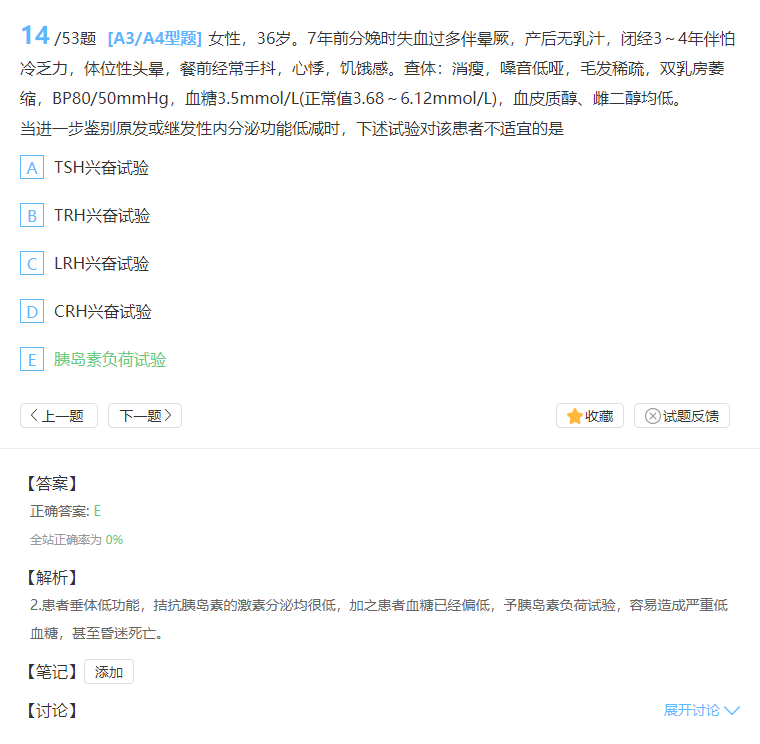 14 /53题 [A3/A4型题] 女性，36岁。7年前分娩时失血过多伴晕厥，产后无乳汁，闭经3～4年伴怕
冷乏力，体位性头晕，餐前经常手抖，心悸，饥饿感。查体：消瘦，嗓音低哑，毛发稀疏，双乳房萎
缩，BP80/50mmHg，血糖3.5mmol/L(正常值3.68～6.12mmol/L)，血皮质醇、雌二醇均低。
当进一步鉴别原发或继发性内分泌功能低减时，下述试验对该患者不适宜的是
A TSH兴奋试验
B TRH兴奋试验
C LRH兴奋试验
D CRH兴奋试验
E 胰岛素负荷试验
上一题 下一题 收藏 试题反馈
【答案】
正确答案: E
全站正确率为 0%
【解析】
2.患者垂体低功能，拮抗胰岛素的激素分泌均很低，加之患者血糖已经偏低，予胰岛素负荷试验，容易造成严重低
血糖，甚至昏迷死亡。
【笔记】 添加
【讨论】 展开讨论